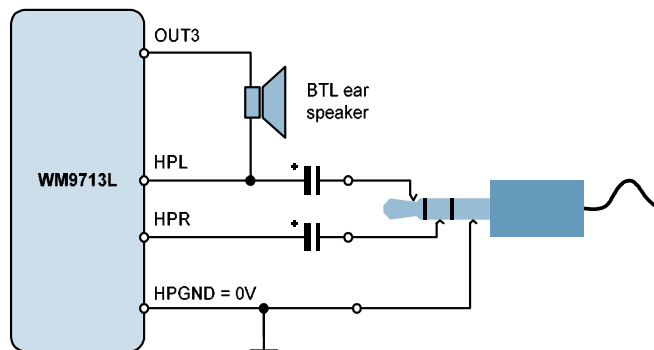 OUT3
BTL ear
speaker
HPL
WM9713L
+
HPR
+
HPGND = 0V